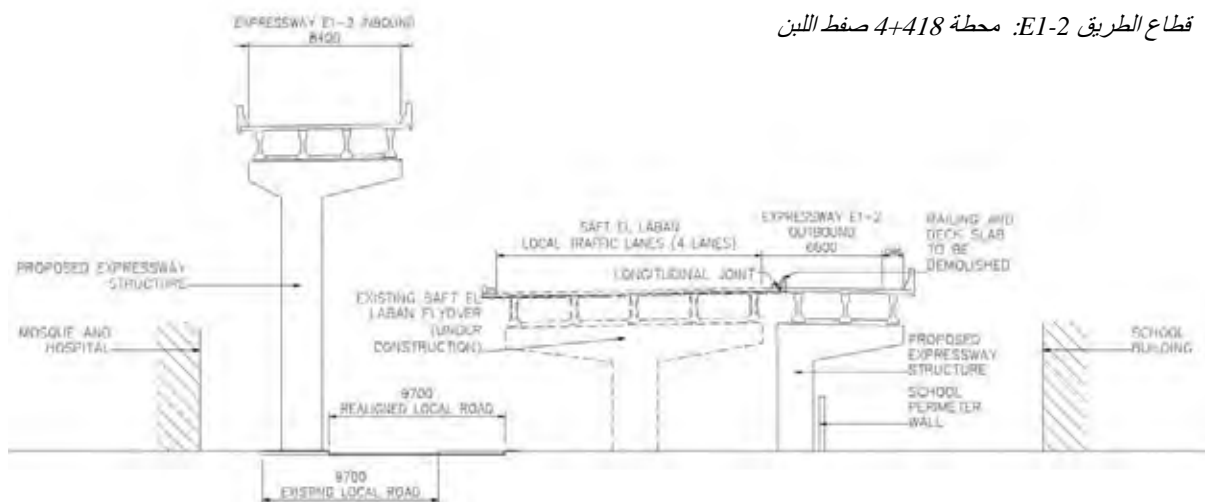 قطاع الطريق E1-2: محطة 4+418 صفط اللبن
EXPRESSWAY E1-2 INBOUND
8400
SAFT EL LABAN
LOCAL TRAFFIC LANES (4 LANES)
EXPRESSWAY E1-2
OUTBOUND
6600
RAILING AND
DECK SLAB
TO BE
DEMOLISHED
LONGITUDINAL JOINT
PROPOSED EXPRESSWAY
STRUCTURE
EXISTING SAFT EL
LABAN FLYOVER
(UNDER
CONSTRUCTION)
MOSQUE AND
HOSPITAL
PROPOSED
EXPRESSWAY
STRUCTURE
SCHOOL
BUILDING
SCHOOL
PERIMETER
WALL
9700
REALIGNED LOCAL ROAD
9700
EXISTING LOCAL ROAD